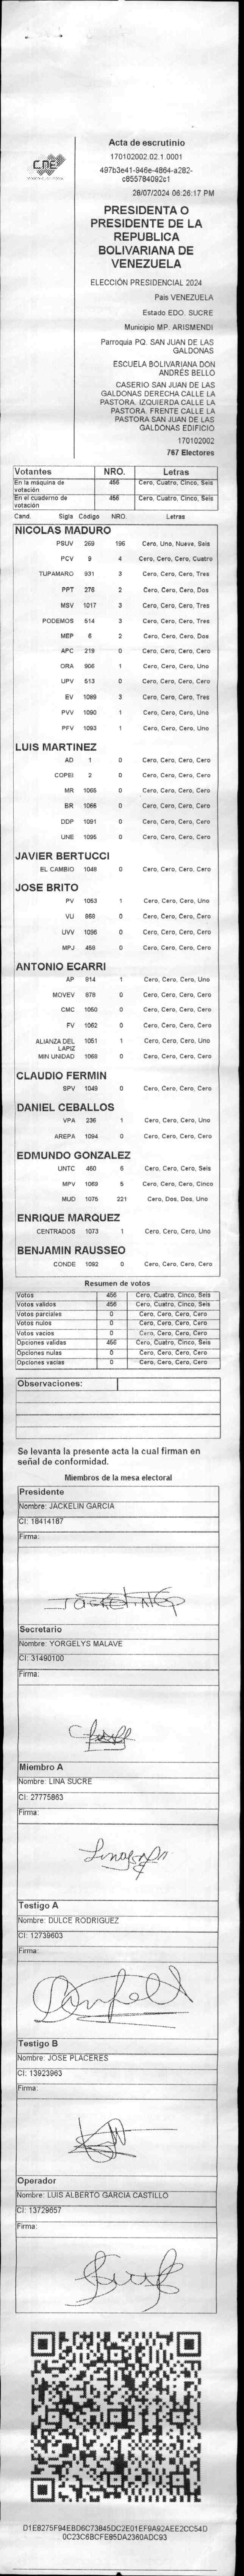 CNE
Acta de escrutinio
170102002.02.1.0001
497b3e41-946e-4864-a282-
c855784092c1
28/07/2024 06:26:17 PM
PRESIDENTA O
PRESIDENTE DE LA
REPUBLICA
BOLIVARIANA DE
VENEZUELA
ELECCIÓN PRESIDENCIAL 2024
Pais VENEZUELA
Estado EDO. SUCRE
Municipio MP. ARISMENDI
Parroquia PQ. SAN JUAN DE LAS
GALDONAS
ESCUELA BOLIVARIANA DON
ANDRÉS BELLO
CASERIO SAN JUAN DE LAS
GALDONAS DERECHA CALLE LA
PASTORA. IZQUIERDA CALLE LA
PASTORA. FRENTE CALLE LA
PASTORA SAN JUAN DE LAS
GALDONAS EDIFICIO
170102002
767 Electores
Votantes NRO. Letras
En la máquina de votación 456 Cero, Cuatro, Cinco, Seis
En el cuaderno de votación 456 Cero, Cuatro, Cinco, Seis
Cand. Sigla Código NRO. Letras
NICOLAS MADURO
PSUV 269 196 Cero, Uno, Nueve, Seis
PCV 9 4 Cero, Cero, Cero, Cuatro
TUPAMARO 931 3 Cero, Cero, Cero, Tres
PPT 276 2 Cero, Cero, Cero, Dos
MSV 1017 3 Cero, Cero, Cero, Tres
PODEMOS 514 3 Cero, Cero, Cero, Tres
MEP 6 2 Cero, Cero, Cero, Dos
APC 219 0 Cero, Cero, Cero, Cero
ORA 906 1 Cero, Cero, Cero, Uno
UPV 513 0 Cero, Cero, Cero, Cero
EV 1089 3 Cero, Cero, Cero, Tres
PVV 1090 1 Cero, Cero, Cero, Uno
PFV 1093 1 Cero, Cero, Cero, Uno
LUIS MARTINEZ
AD 1 0 Cero, Cero, Cero, Cero
COPEI 2 0 Cero, Cero, Cero, Cero
MR 1065 0 Cero, Cero, Cero, Cero
BR 1066 0 Cero, Cero, Cero, Cero
DDP 1091 0 Cero, Cero, Cero, Cero
UNE 1095 0 Cero, Cero, Cero, Cero
JAVIER BERTUCCI
EL CAMBIO 1048 0 Cero, Cero, Cero, Cero
JOSE BRITO
PV 1053 1 Cero, Cero, Cero, Uno
VU 868 0 Cero, Cero, Cero, Cero
UVV 1096 0 Cero, Cero, Cero, Cero
MPJ 458 0 Cero, Cero, Cero, Cero
ANTONIO ECARRI
AP 814 1 Cero, Cero, Cero, Uno
MOVEV 878 0 Cero, Cero, Cero, Cero
CMC 1050 0 Cero, Cero, Cero, Cero
FV 1062 0 Cero, Cero, Cero, Cero
ALIANZA DEL LAPIZ 1051 1 Cero, Cero, Cero, Uno
MIN UNIDAD 1069 0 Cero, Cero, Cero, Cero
CLAUDIO FERMIN
SPV 1049 0 Cero, Cero, Cero, Cero
DANIEL CEBALLOS
VPA 236 1 Cero, Cero, Cero, Uno
AREPA 1094 0 Cero, Cero, Cero, Cero
EDMUNDO GONZALEZ
UNTC 460 6 Cero, Cero, Cero, Seis
MPV 1069 5 Cero, Cero, Cero, Cinco
MUD 1075 221 Cero, Dos, Dos, Uno
ENRIQUE MARQUEZ
CENTRADOS 1073 1 Cero, Cero, Cero, Uno
BENJAMIN RAUSSEO
CONDE 1092 0 Cero, Cero, Cero, Cero
Resumen de votos
Votos 456 Cero, Cuatro, Cinco, Seis
Votos válidos 456 Cero, Cuatro, Cinco, Seis
Votos parciales 0 Cero, Cero, Cero, Cero
Votos nulos 0 Cero, Cero, Cero, Cero
Votos vacíos 0 Cero, Cero, Cero, Cero
Opciones validas 456 Cero, Cuatro, Cinco, Seis
Opciones nulas 0 Cero, Cero, Cero, Cero
Opciones vacías 0 Cero, Cero, Cero, Cero
Observaciones:
Se levanta la presente acta la cual firman en
señal de conformidad.
Miembros de la mesa electoral
Presidente
Nombre: JACKELIN GARCIA
CI: 18414187
Firma:
Secretario
Nombre: YORGELYS MALAVE
CI: 31490100
Firma:
Miembro A
Nombre: LINA SUCRE
CI: 27775863
Firma:
Testigo A
Nombre: DULCE RODRIGUEZ
CI: 12739603
Firma:
Testigo B
Nombre: JOSE PLACERES
CI: 13923963
Firma:
Operador
Nombre: LUIS ALBERTO GARCIA CASTILLO
CI: 13729657
Firma:
D1E8275F94EBD6C73845DC2E01EF9A92AEE2CC54D
0C23C6BCFE85DA2360ADC93